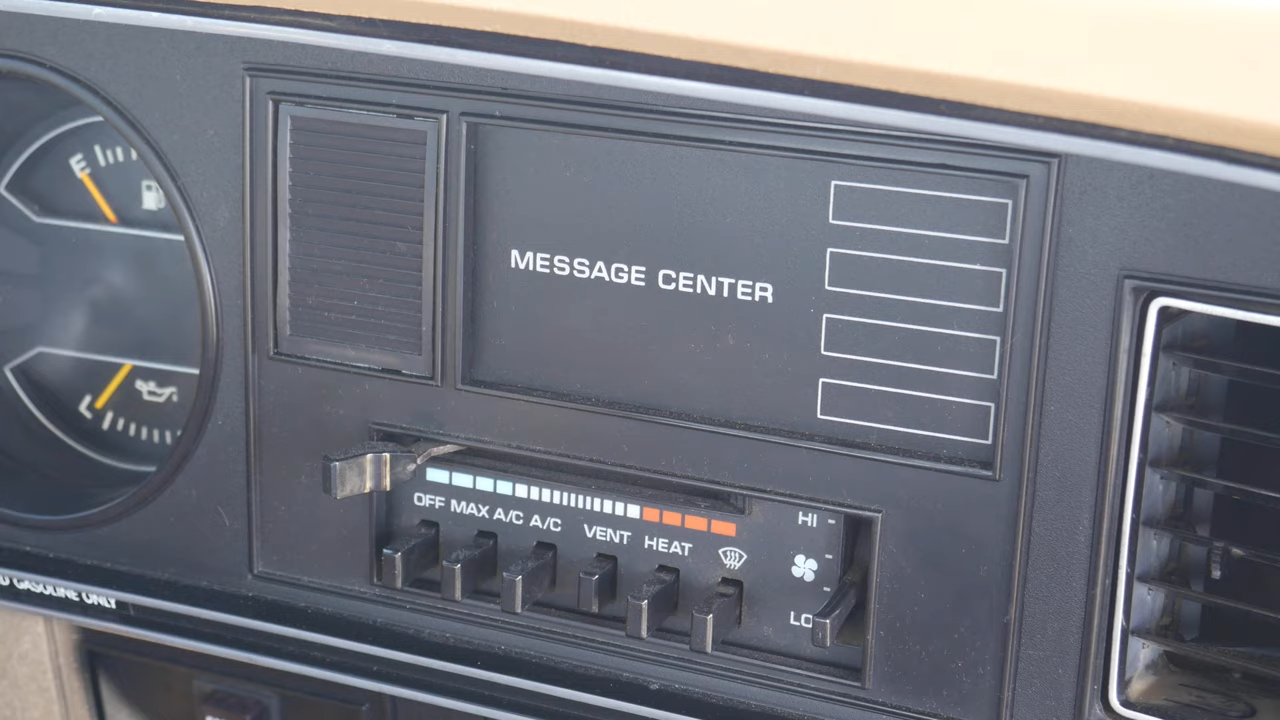 E
MESSAGE CENTER
L
OFF MAX A/C A/C VENT HEAT
HI
LO
GASOLINE ONLY